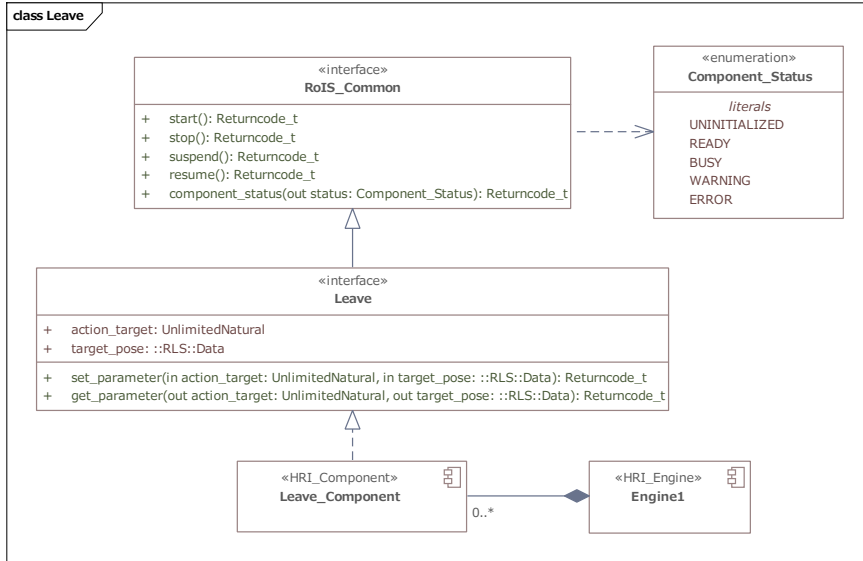 class Leave
«interface»
RoIS_Common
+ start(): Returncode_t
+ stop(): Returncode_t
+ suspend(): Returncode_t
+ resume(): Returncode_t
+ component_status(out status: Component_Status): Returncode_t
«enumeration»
Component_Status
literals
UNINITIALIZED
READY
BUSY
WARNING
ERROR
«interface»
Leave
+ action_target: UnlimitedNatural
+ target_pose: ::RLS::Data
+ set_parameter(in action_target: UnlimitedNatural, in target_pose: ::RLS::Data): Returncode_t
+ get_parameter(out action_target: UnlimitedNatural, out target_pose: ::RLS::Data): Returncode_t
«HRI_Component»
Leave_Component
0..*
«HRI_Engine»
Engine1